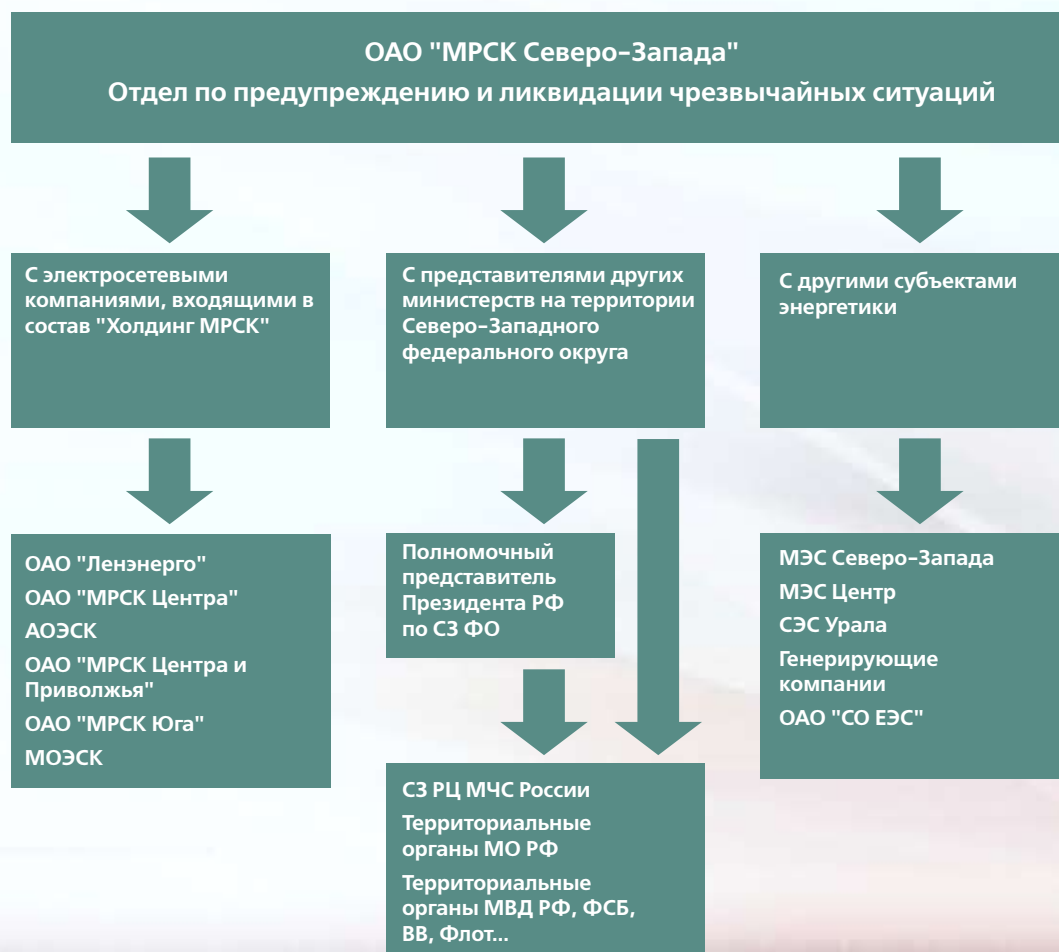 ОАО "МРСК Северо-Запада"
Отдел по предупреждению и ликвидации чрезвычайных ситуаций
С электросетевыми
компаниями, входящими в
состав "Холдинг МРСК"
С представителями других
министерств на территории
Северо-Западного
федерального округа
С другими субъектами
энергетики
ОАО "Ленэнерго"
ОАО "МРСК Центра"
АОЭСК
ОАО "МРСК Центра и
Приволжья"
ОАО "МРСК Юга"
МОЭСК
Полномочный
представитель
Президента РФ
по СЗ ФО
МЭС Северо-Запада
МЭС Центр
СЭС Урала
Генерирующие
компании
ОАО "СО ЕЭС"
СЗ РЦ МЧС России
Территориальные
органы МО РФ
Территориальные
органы МВД РФ, ФСБ,
ВВ, Флот...